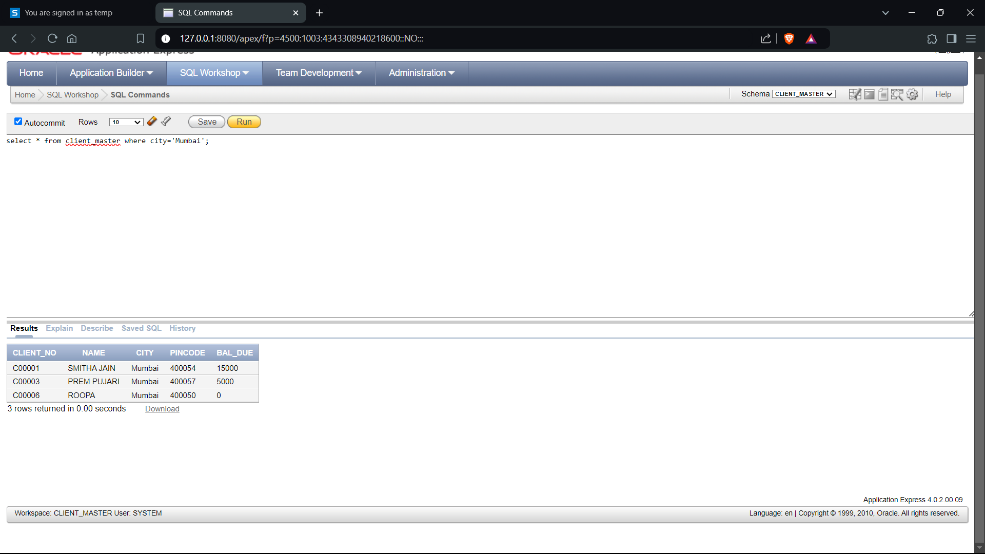 You are signed in as temp
SQL Commands
127.0.0.1:8080/apex/f?p=4500:1003:4343308940218600::NO:::
Home Application Builder SQL Workshop Team Development Administration
Home SQL Workshop SQL Commands Schema CLIENT_MASTER Help
Autocommit Rows 10 Save Run
select * from client_master where city='Mumbai';
Results Explain Describe Saved SQL History
CLIENT_NO NAME CITY PINCODE BAL_DUE
C00001 SMITHA JAIN Mumbai 400054 15000
C00003 PREM PUJARI Mumbai 400057 5000
C00006 ROOPA Mumbai 400050 0
3 rows returned in 0.00 seconds Download
Application Express 4.0.2.00.09
Workspace: CLIENT_MASTER User: SYSTEM Language: en | Copyright © 1999, 2010, Oracle. All rights reserved.